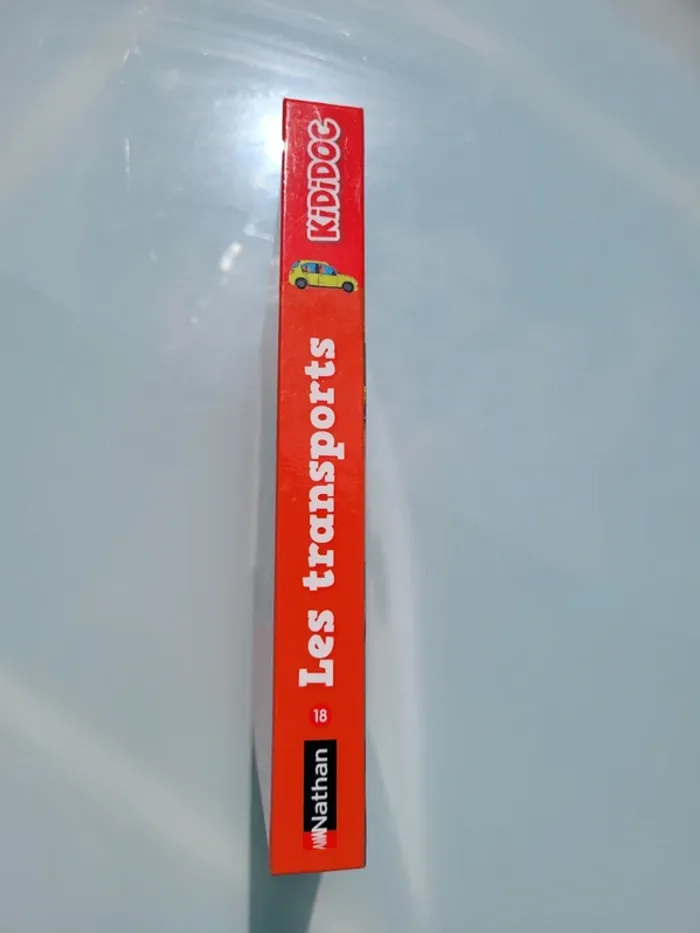 KiDiDOC
Les transports
18
Nathan